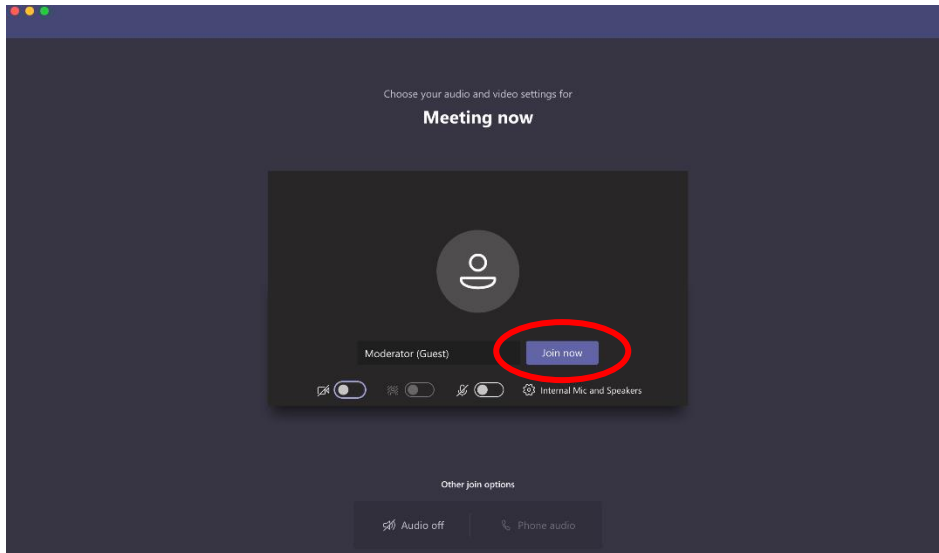 Choose your audio and video settings for
Meeting now
Moderator (Guest)
Join now
Internal Mic and Speakers
Other join options
Audio off
Phone audio